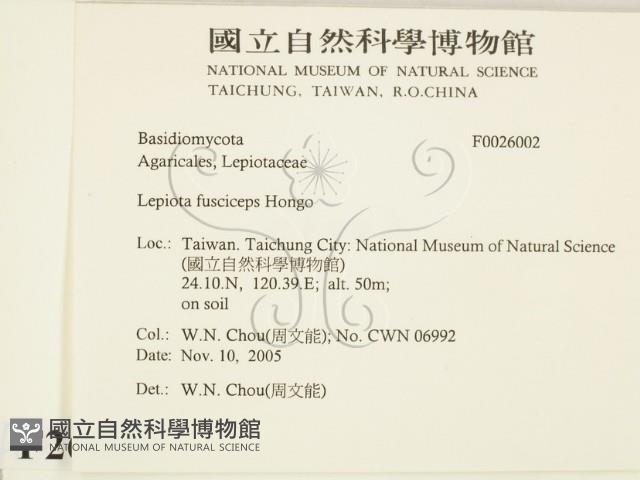 國立自然科學博物館
NATIONAL MUSEUM OF NATURAL SCIENCE
TAICHUNG, TAIWAN, R.O.CHINA
Basidiomycota F0026002
Agaricales, Lepiotaceae
Lepiota fusciceps Hongo
Loc.: Taiwan. Taichung City: National Museum of Natural Science
(國立自然科學博物館)
24.10.N, 120.39.E; alt. 50m;
on soil
Col.: W.N. Chou(周文能); No. CWN 06992
Date: Nov. 10, 2005
Det.: W.N. Chou(周文能)
國立自然科學博物館
NATIONAL MUSEUM OF NATURAL SCIENCE